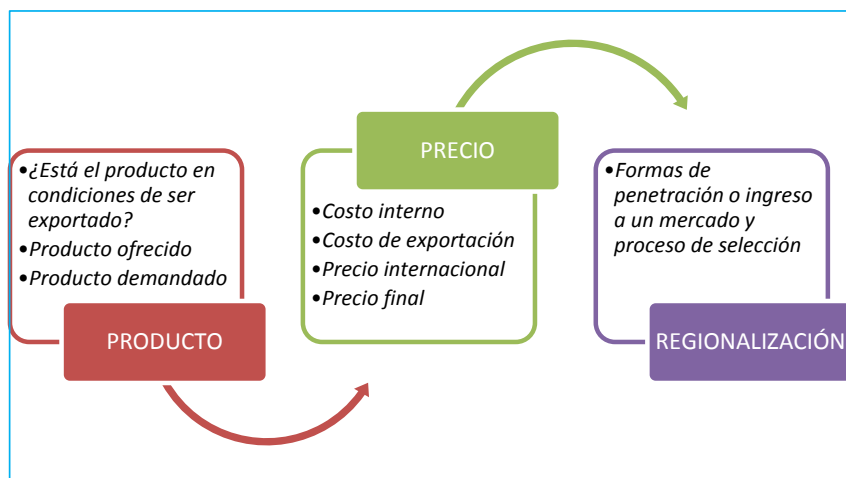 •¿Está el producto en
condiciones de ser
exportado?
•Producto ofrecido
•Producto demandado
PRODUCTO
PRECIO
•Costo interno
•Costo de exportación
•Precio internacional
•Precio final
•Formas de
penetración o ingreso
a un mercado y
proceso de selección
REGIONALIZACIÓN